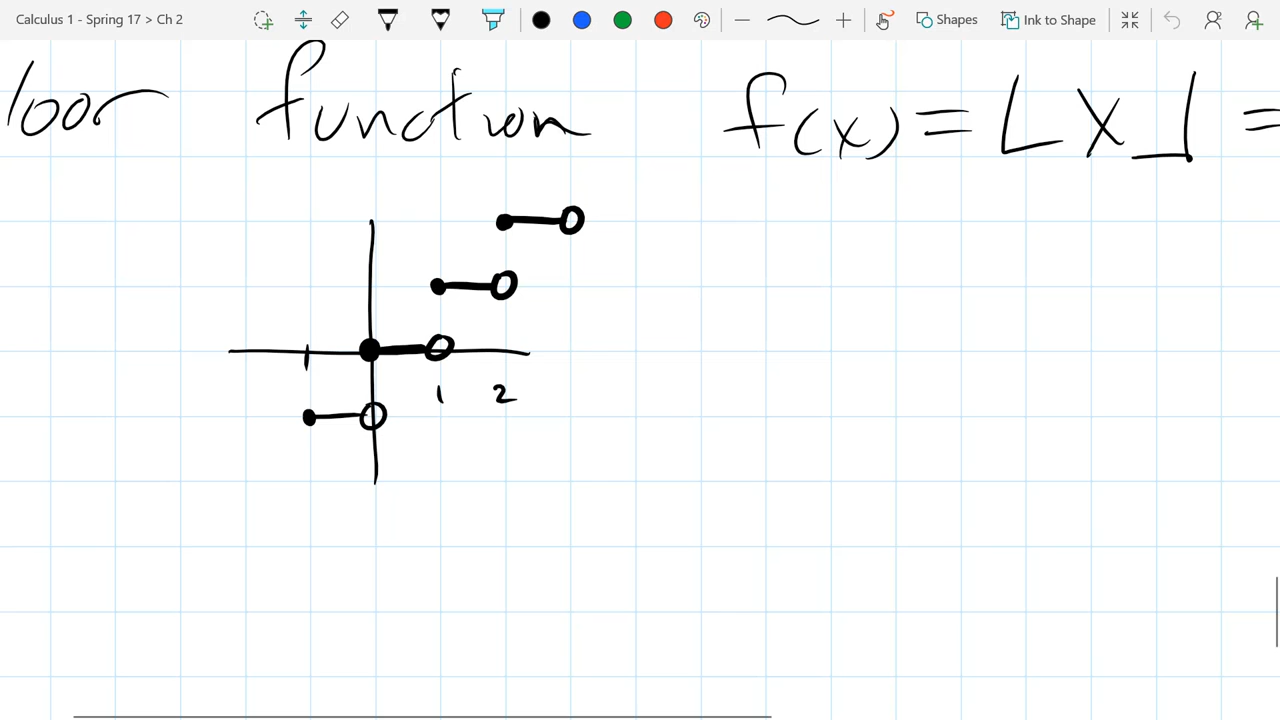 Calculus 1 - Spring 17 > Ch 2
Shapes
Ink to Shape
loor function f(x) = ⌊x⌋ =
1 2